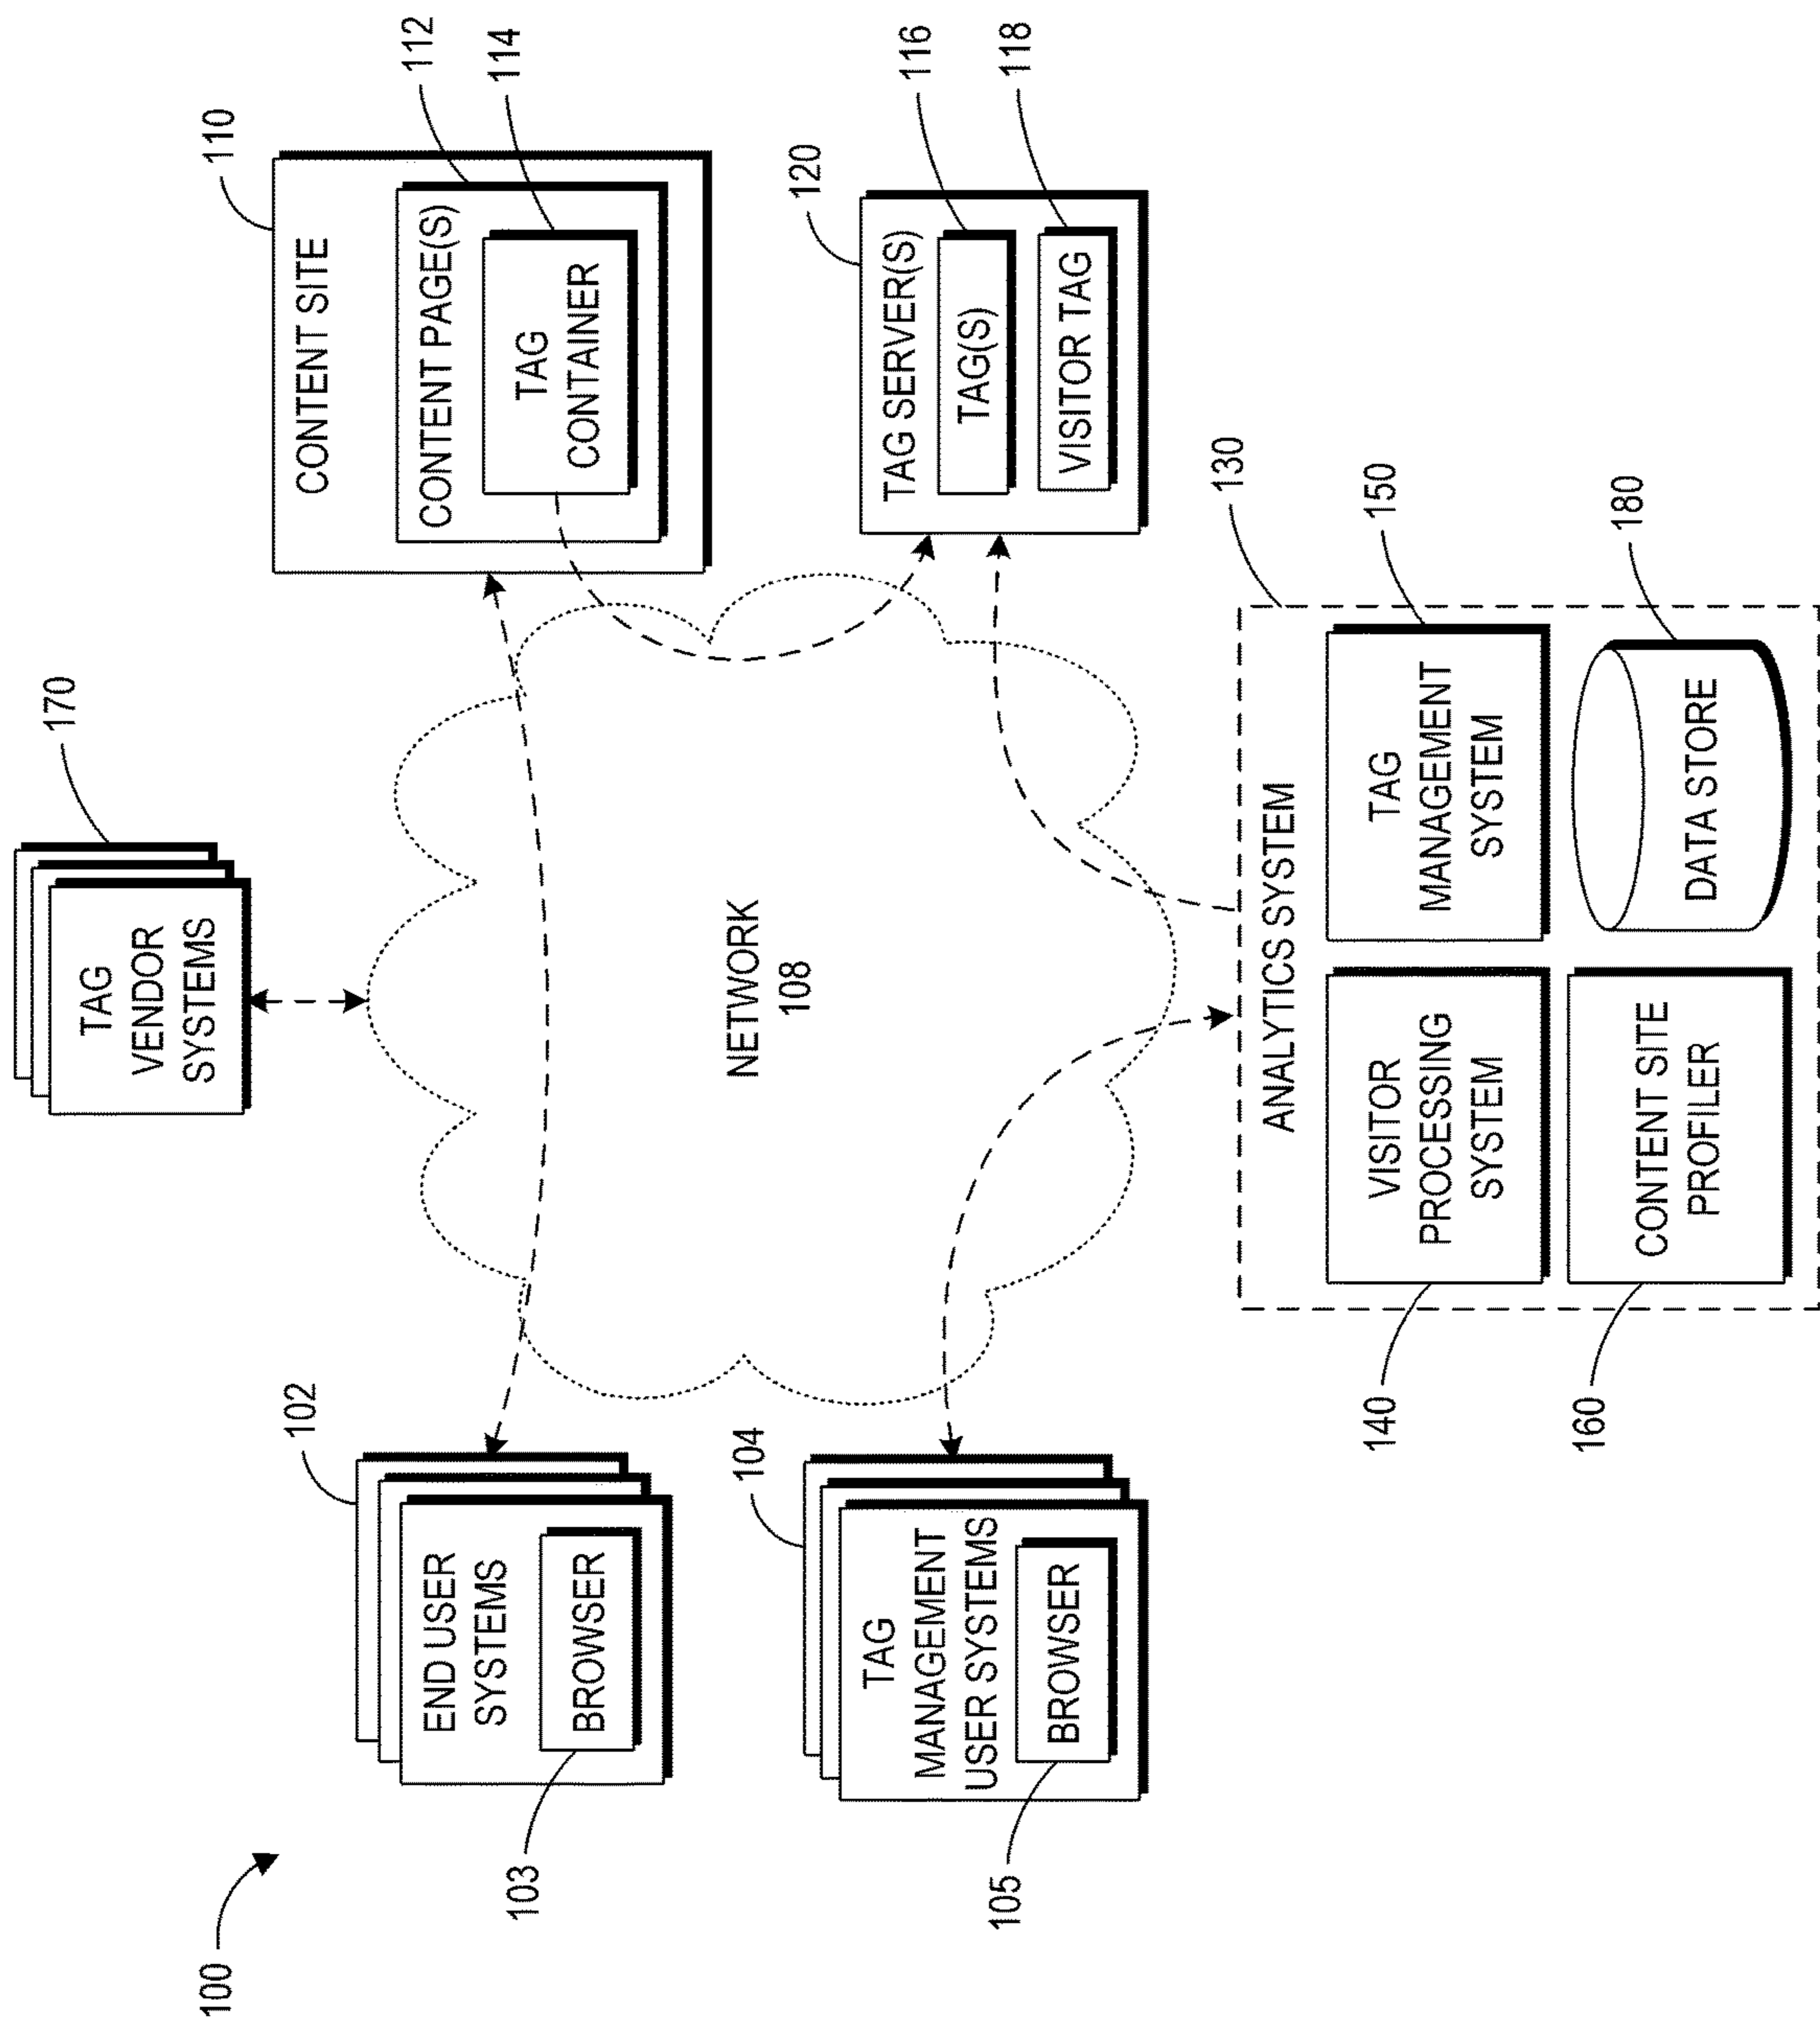 100
102
END USER
SYSTEMS
BROWSER
103
104
TAG
MANAGEMENT
USER SYSTEMS
BROWSER
105
170
TAG
VENDOR
SYSTEMS
NETWORK
108
110
CONTENT SITE
112
CONTENT PAGE(S)
114
TAG
CONTAINER
120
TAG SERVER(S)
116
TAG(S)
118
VISITOR TAG
130
ANALYTICS SYSTEM
140
VISITOR
PROCESSING
SYSTEM
150
TAG
MANAGEMENT
SYSTEM
160
CONTENT SITE
PROFILER
180
DATA STORE